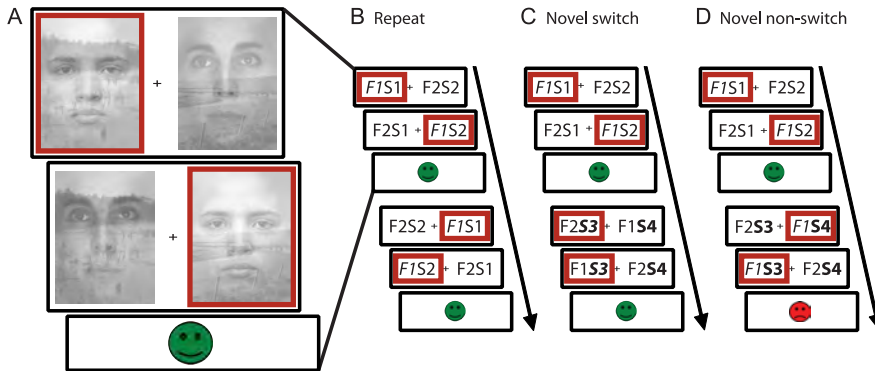 A
B Repeat
C Novel switch
D Novel non-switch
+
+
F1S1 + F2S2
F2S1 + F1S2
F2S2 + F1S1
F1S2 + F2S1
F1S1 + F2S2
F2S1 + F1S2
F2S3 + F1S4
F1S3 + F2S4
F1S1 + F2S2
F2S1 + F1S2
F2S3 + F1S4
F1S3 + F2S4